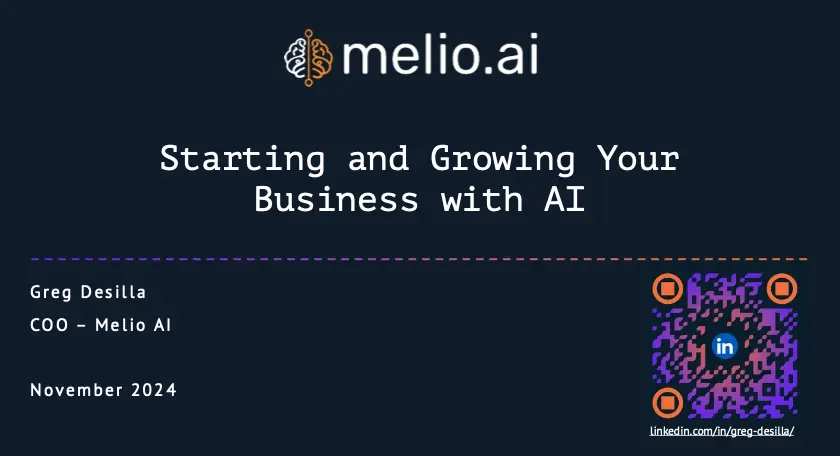 melio.ai
Starting and Growing Your
Business with AI
Greg Desilla
COO – Melio AI
November 2024
in
linkedin.com/in/greg-desilla/